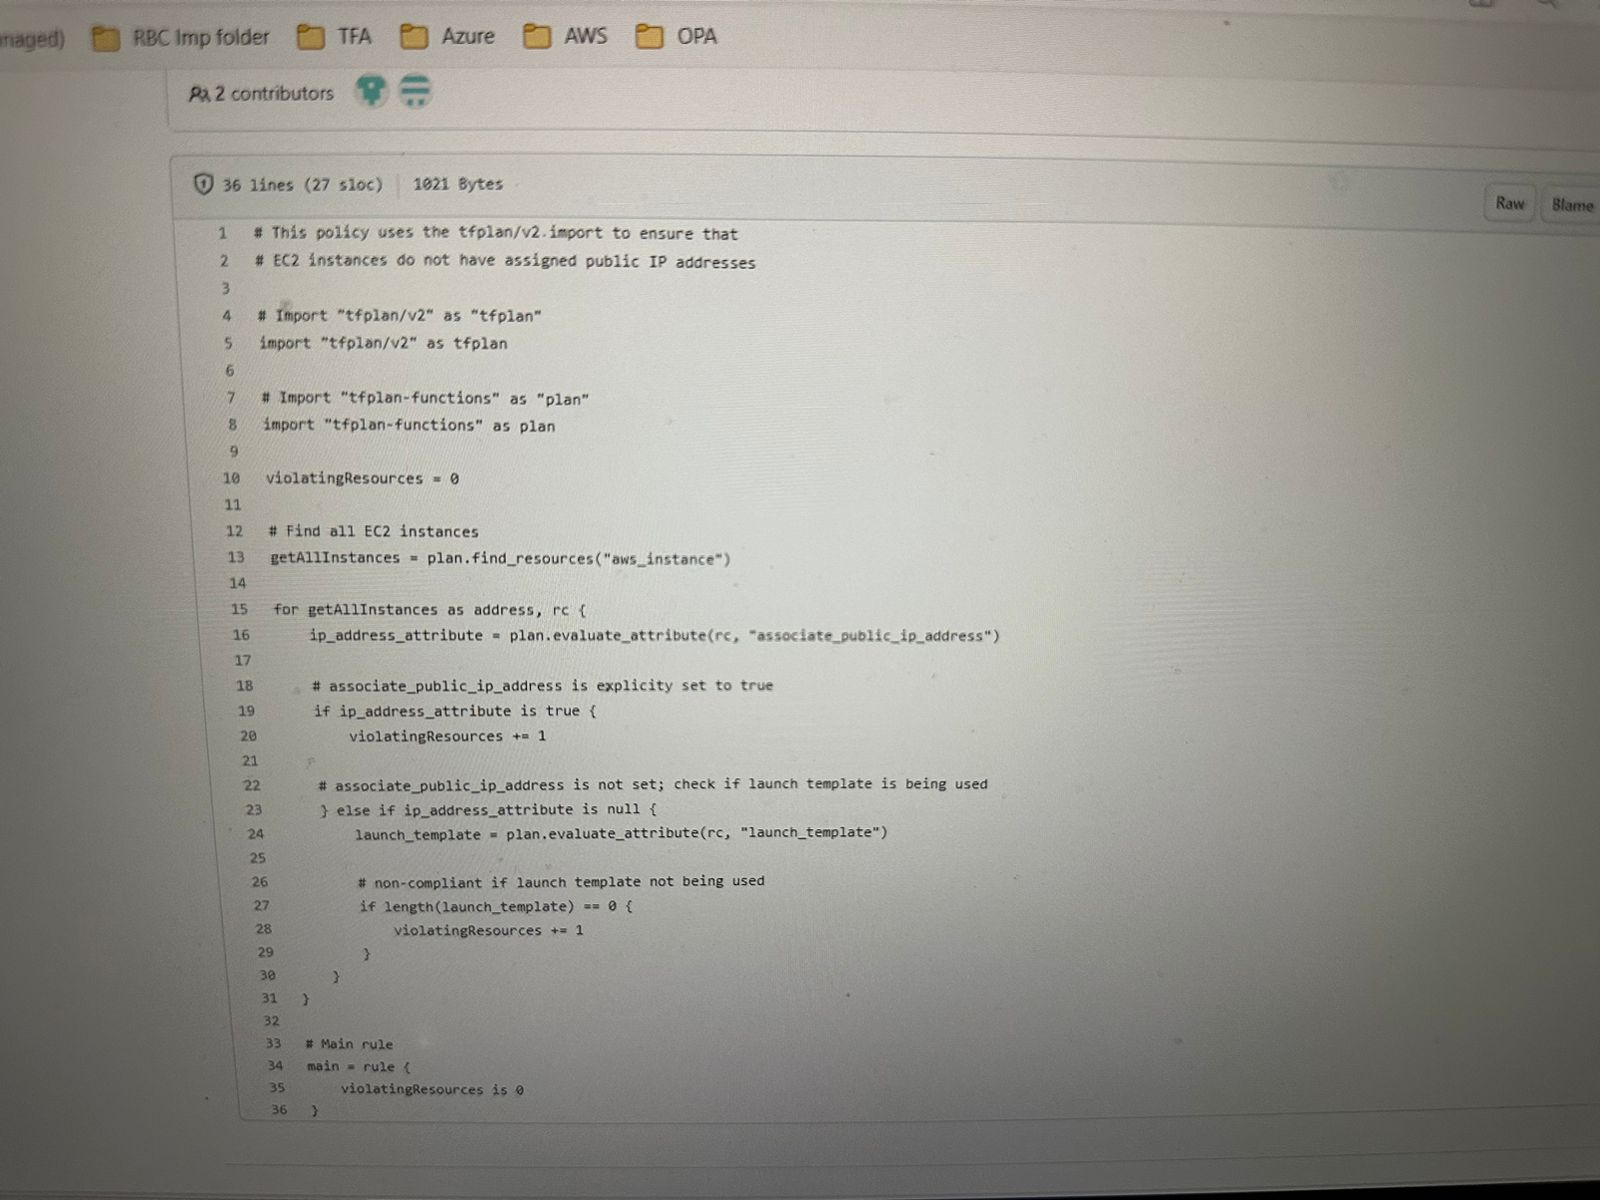 RBC Imp folder TFA Azure AWS OPA
2 contributors
36 lines (27 sloc) 1021 Bytes
Raw Blame
1 # This policy uses the tfplan/v2 import to ensure that
2 # EC2 instances do not have assigned public IP addresses
3
4 # Import "tfplan/v2" as "tfplan"
5 import "tfplan/v2" as tfplan
6
7 # Import "tfplan-functions" as "plan"
8 import "tfplan-functions" as plan
9
10 violatingResources = 0
11
12 # Find all EC2 instances
13 getAllInstances = plan.find_resources("aws_instance")
14
15 for getAllInstances as address, rc {
16 ip_address_attribute = plan.evaluate_attribute(rc, "associate_public_ip_address")
17
18 # associate_public_ip_address is explicity set to true
19 if ip_address_attribute is true {
20 violatingResources += 1
21
22 # associate_public_ip_address is not set; check if launch template is being used
23 } else if ip_address_attribute is null {
24 launch_template = plan.evaluate_attribute(rc, "launch_template")
25
26 # non-compliant if launch template not being used
27 if length(launch_template) == 0 {
28 violatingResources += 1
29 }
30 }
31 }
32
33 # Main rule
34 main = rule {
35 violatingResources is 0
36 }